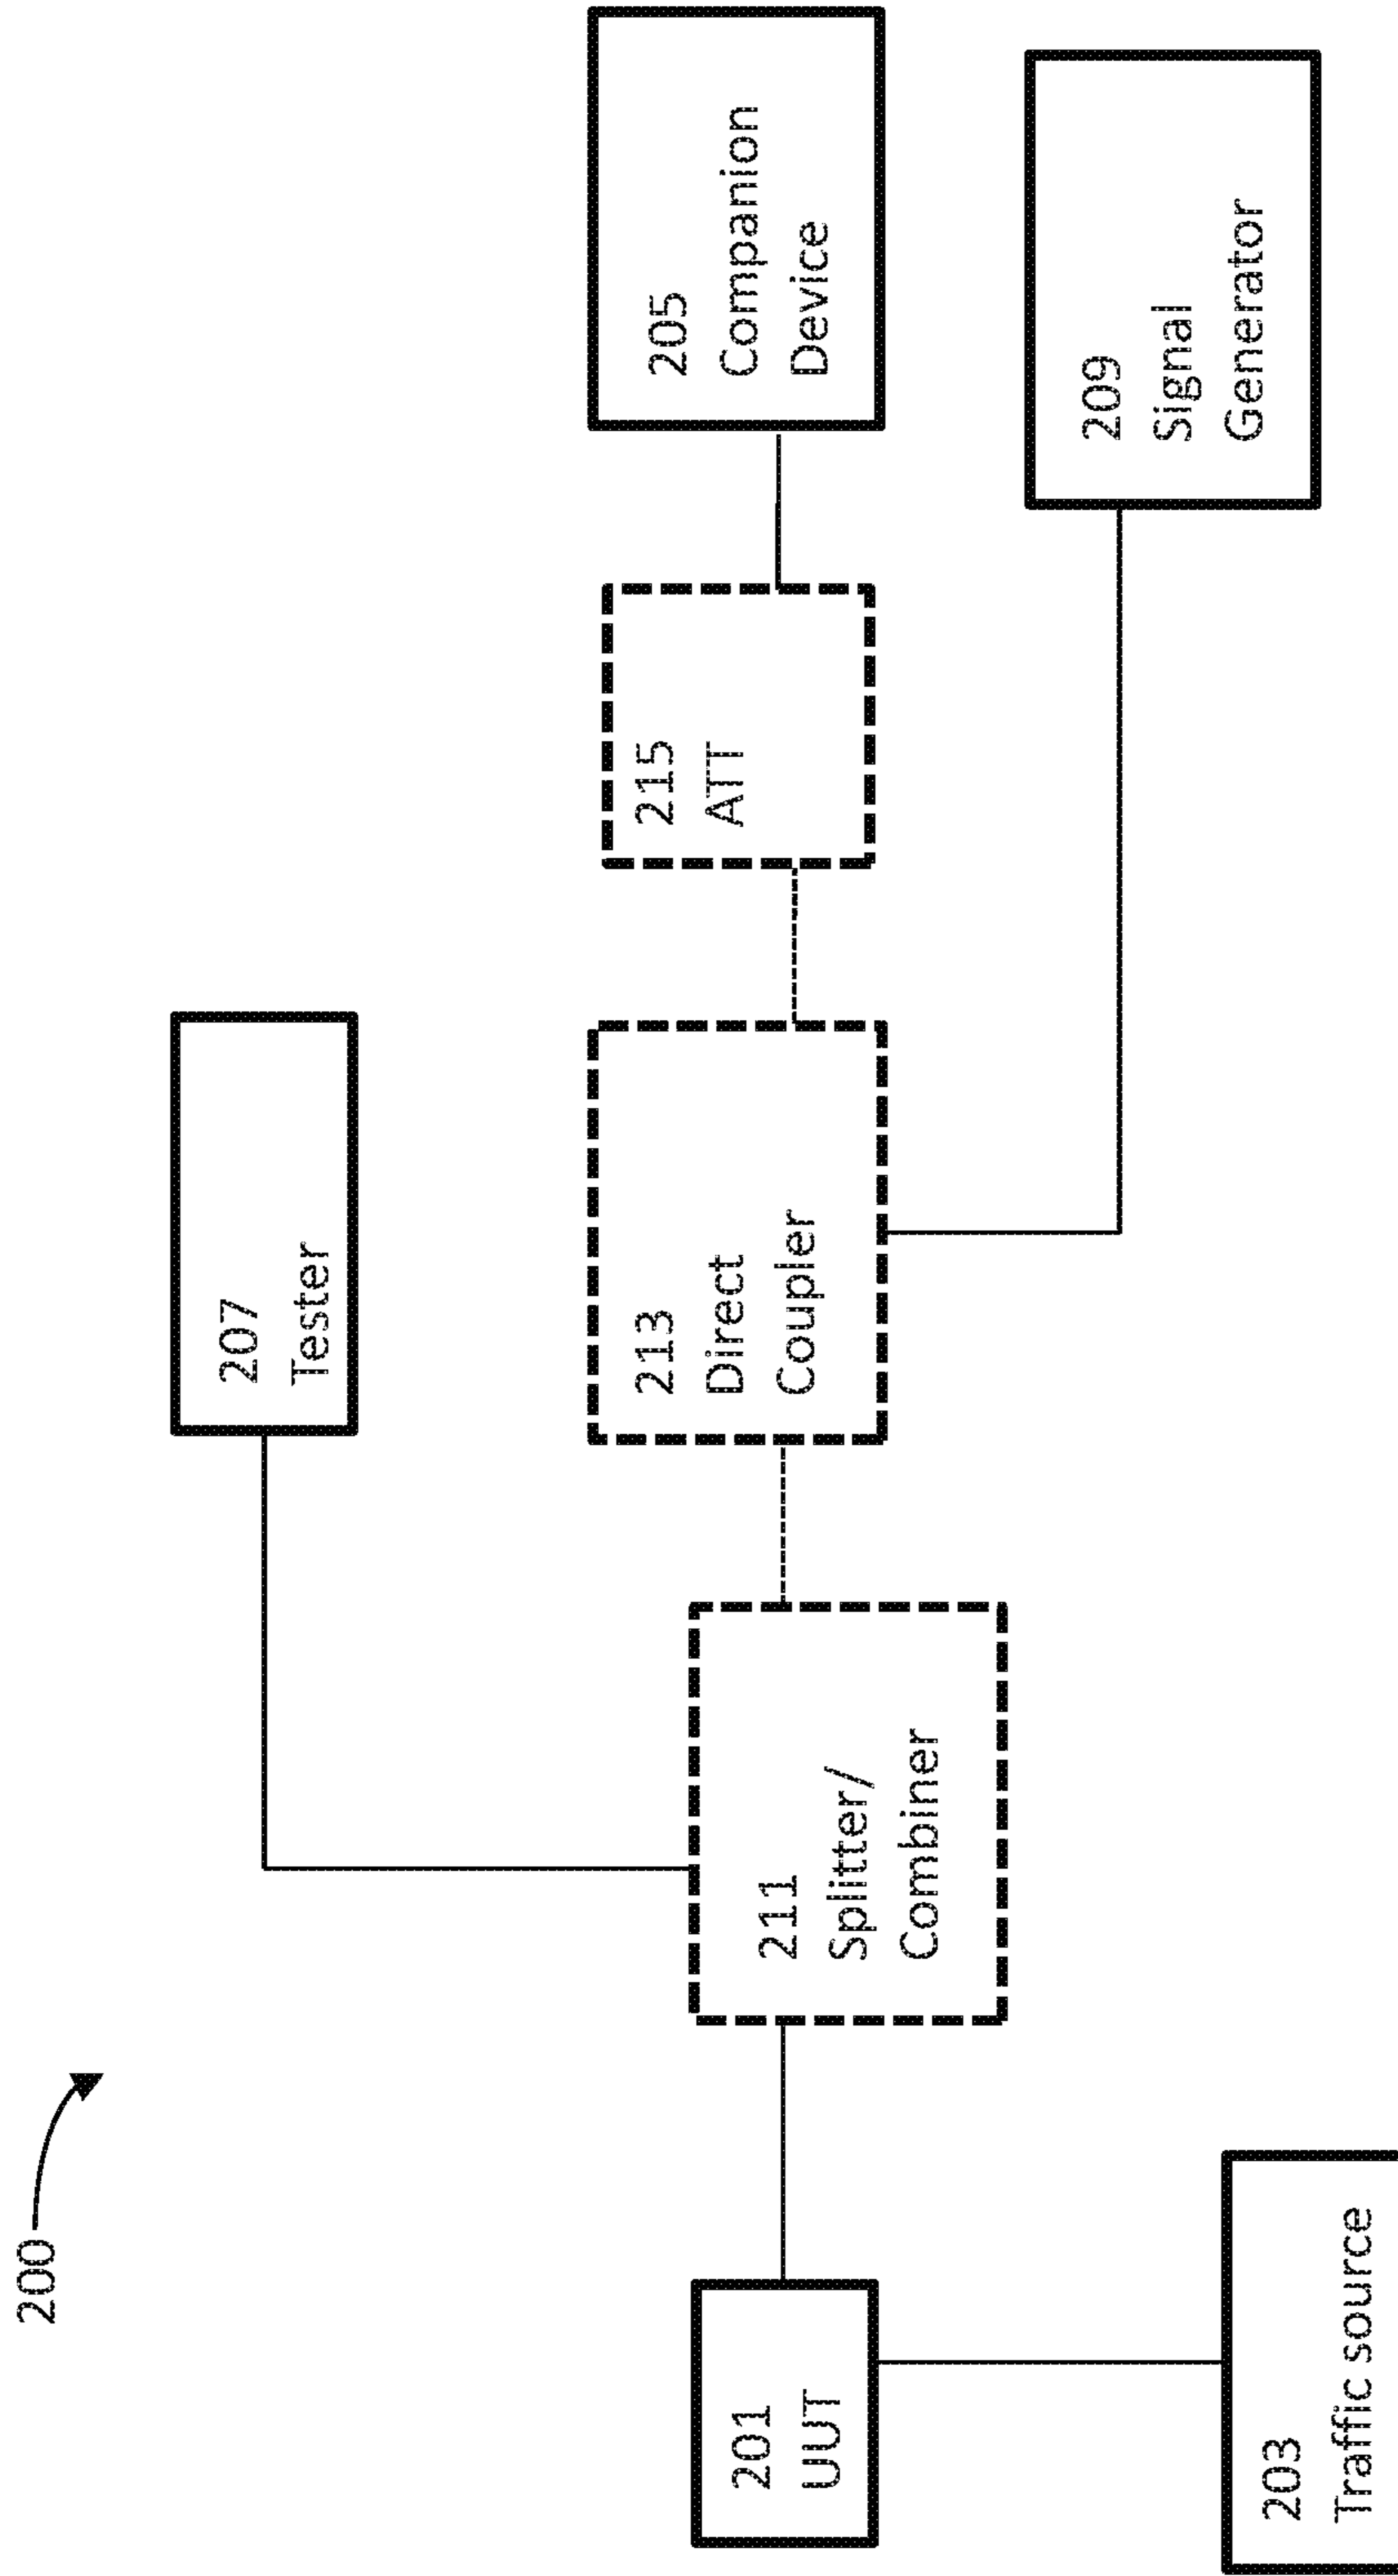 200
207
Tester
205
Companion
Device
215
ATT
213
Direct
Coupler
211
Splitter/
Combiner
201
UUT
209
Signal
Generator
203
Traffic source